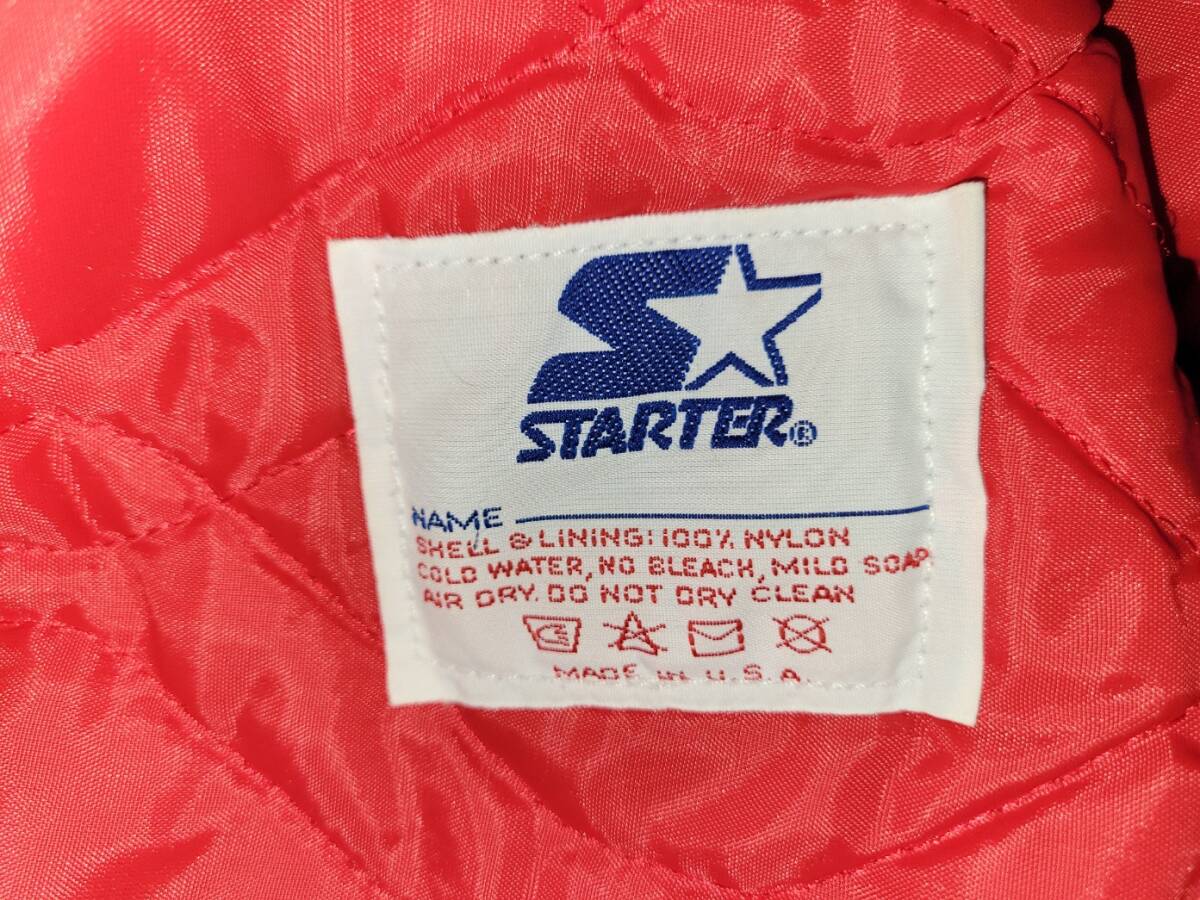 STARTER®
NAME
SHELL & LINING: 100% NYLON
COLD WATER, NO BLEACH, MILD SOAP
AIR DRY. DO NOT DRY CLEAN
MADE IN U.S.A.